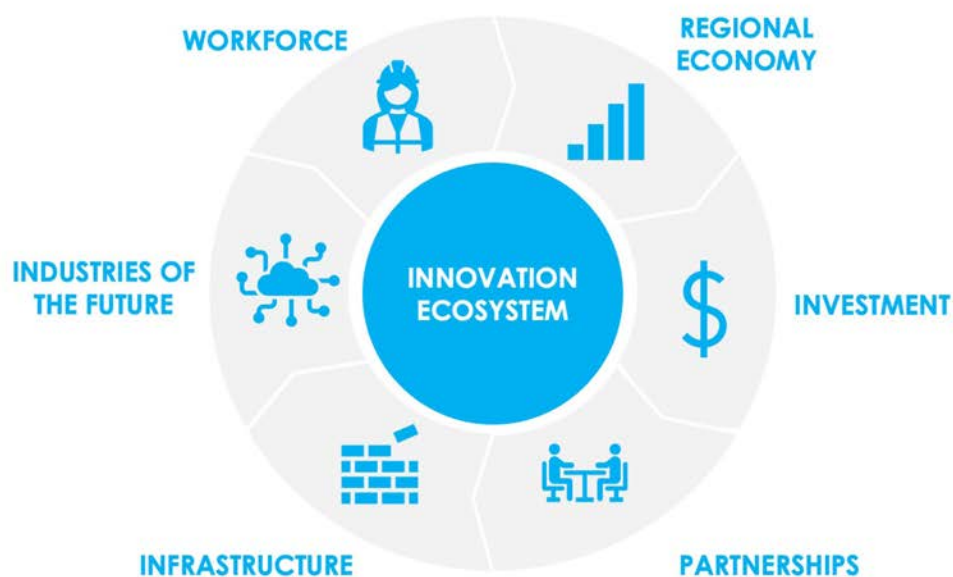 WORKFORCE
REGIONAL
ECONOMY
INDUSTRIES OF
THE FUTURE
INNOVATION
ECOSYSTEM
$
INVESTMENT
INFRASTRUCTURE
PARTNERSHIPS